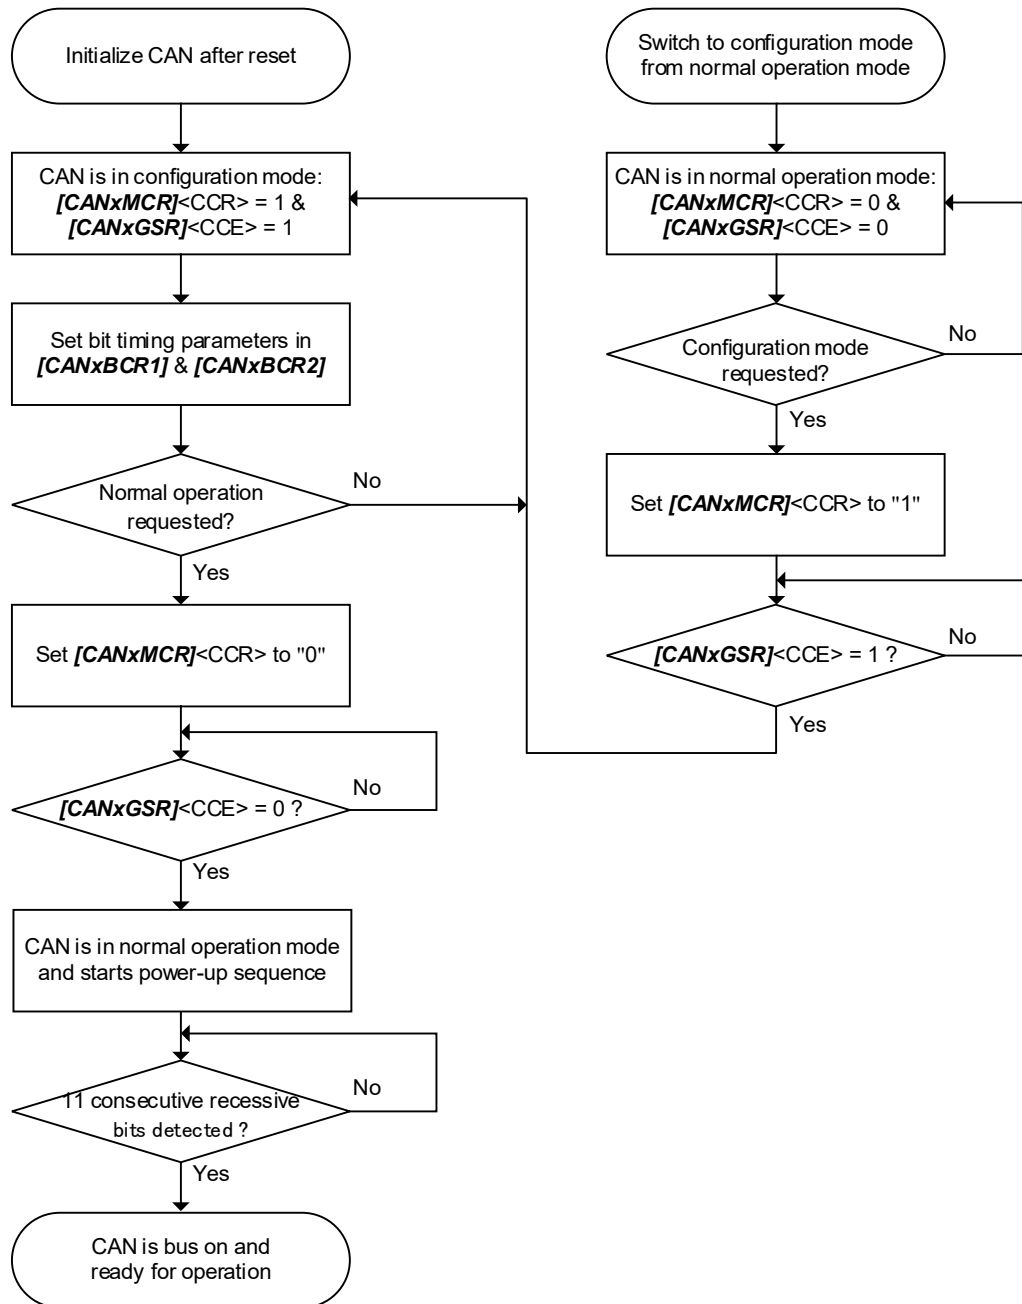 Initialize CAN after reset
CAN is in configuration mode:
[CANxMCR]<CCR> = 1 &
[CANxGSR]<CCE> = 1
Set bit timing parameters in
[CANxBCR1] & [CANxBCR2]
Normal operation
requested?
No
Yes
Set [CANxMCR]<CCR> to "0"
[CANxGSR]<CCE> = 0 ?
No
Yes
CAN is in normal operation mode
and starts power-up sequence
11 consecutive recessive
bits detected ?
No
Yes
CAN is bus on and
ready for operation
Switch to configuration mode
from normal operation mode
CAN is in normal operation mode:
[CANxMCR]<CCR> = 0 &
[CANxGSR]<CCE> = 0
Configuration mode
requested?
No
Yes
Set [CANxMCR]<CCR> to "1"
[CANxGSR]<CCE> = 1 ?
No
Yes